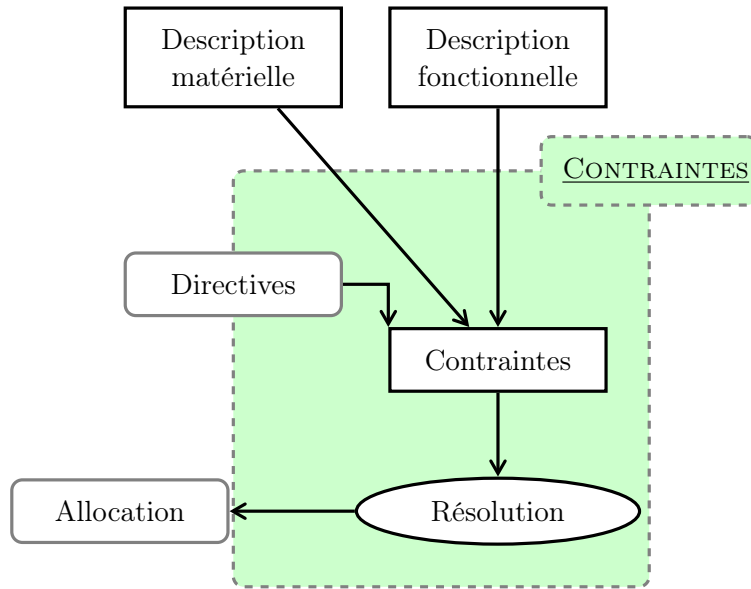 Description
matérielle
Description
fonctionnelle
CONTRAINTES
Directives
Contraintes
Allocation
Résolution